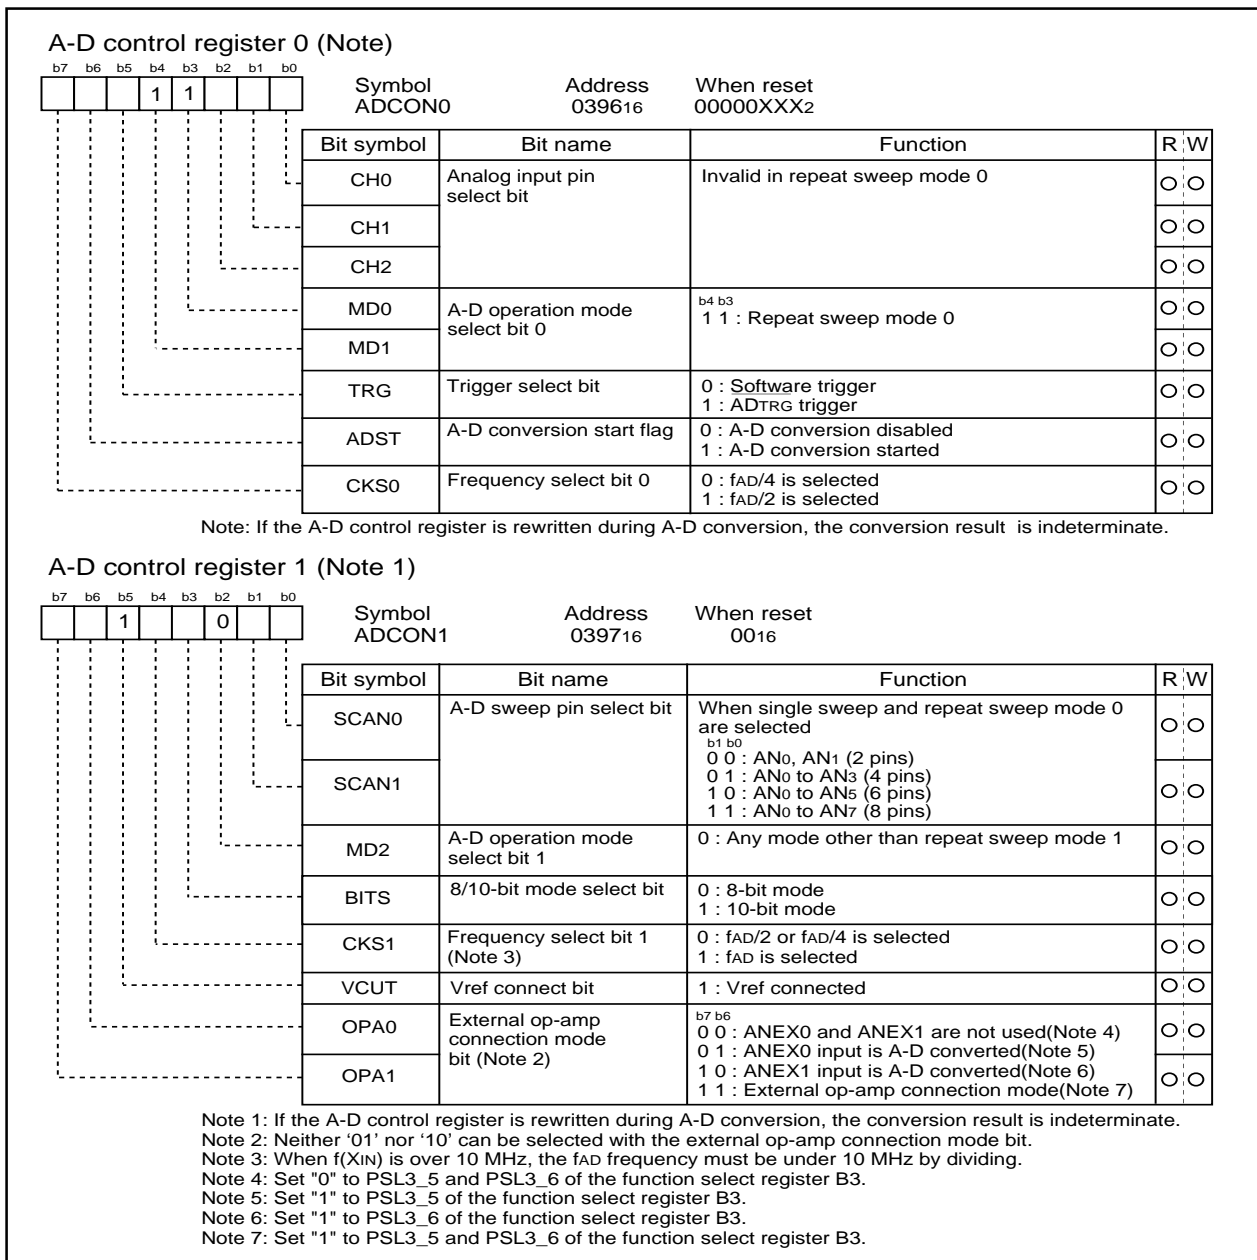 A-D control register 0 (Note)
b7 b6 b5 b4 b3 b2 b1 b0
1 1
Symbol Address When reset
ADCON0 039616 00000XXX2
Bit symbol Bit name Function R W
CH0 Analog input pin select bit Invalid in repeat sweep mode 0
CH1
CH2
MD0 A-D operation mode select bit 0 b4 b3
1 1 : Repeat sweep mode 0
MD1
TRG Trigger select bit 0 : Software trigger
1 : ADTRG trigger
ADST A-D conversion start flag 0 : A-D conversion disabled
1 : A-D conversion started
CKS0 Frequency select bit 0 0 : fAD/4 is selected
1 : fAD/2 is selected
Note: If the A-D control register is rewritten during A-D conversion, the conversion result is indeterminate.
A-D control register 1 (Note 1)
b7 b6 b5 b4 b3 b2 b1 b0
1 0
Symbol Address When reset
ADCON1 039716 0016
Bit symbol Bit name Function R W
SCAN0 A-D sweep pin select bit When single sweep and repeat sweep mode 0
are selected
b1 b0
0 0 : AN0, AN1 (2 pins)
SCAN1 0 1 : AN0 to AN3 (4 pins)
1 0 : AN0 to AN5 (6 pins)
1 1 : AN0 to AN7 (8 pins)
MD2 A-D operation mode select bit 1 0 : Any mode other than repeat sweep mode 1
BITS 8/10-bit mode select bit 0 : 8-bit mode
1 : 10-bit mode
CKS1 Frequency select bit 1 (Note 3) 0 : fAD/2 or fAD/4 is selected
1 : fAD is selected
VCUT Vref connect bit 1 : Vref connected
OPA0 External op-amp connection mode bit (Note 2) b7 b6
0 0 : ANEX0 and ANEX1 are not used(Note 4)
0 1 : ANEX0 input is A-D converted(Note 5)
OPA1 1 0 : ANEX1 input is A-D converted(Note 6)
1 1 : External op-amp connection mode(Note 7)
Note 1: If the A-D control register is rewritten during A-D conversion, the conversion result is indeterminate.
Note 2: Neither ‘01’ nor ‘10’ can be selected with the external op-amp connection mode bit.
Note 3: When f(XIN) is over 10 MHz, the fAD frequency must be under 10 MHz by dividing.
Note 4: Set "0" to PSL3_5 and PSL3_6 of the function select register B3.
Note 5: Set "1" to PSL3_5 of the function select register B3.
Note 6: Set "1" to PSL3_6 of the function select register B3.
Note 7: Set "1" to PSL3_5 and PSL3_6 of the function select register B3.